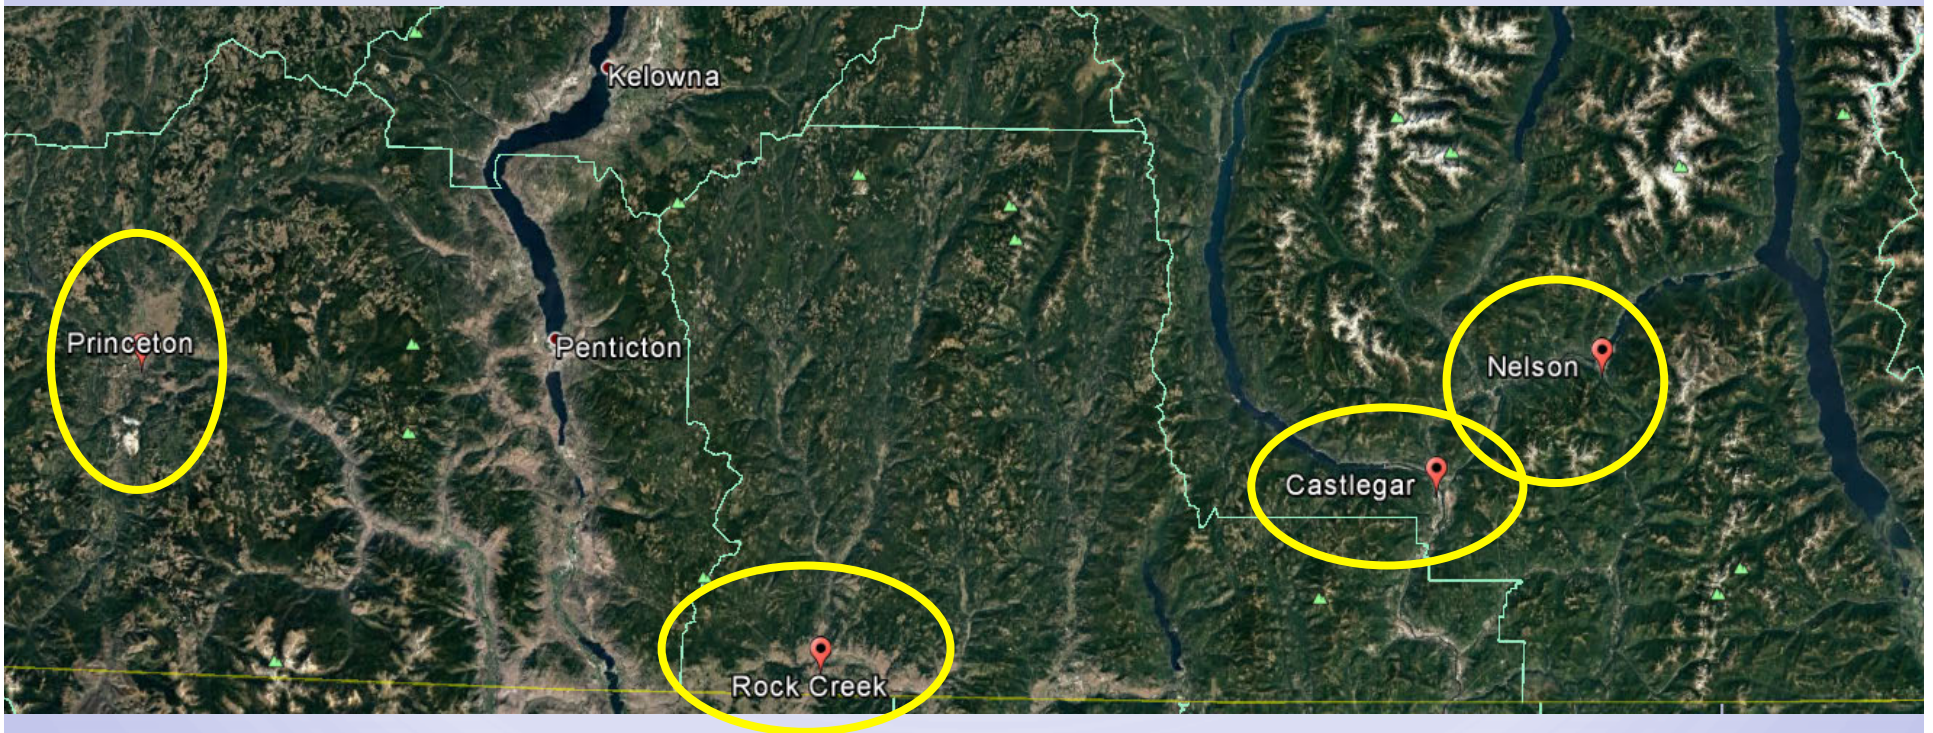 Kelowna
Princeton
Penticton
Nelson
Castlegar
Rock Creek